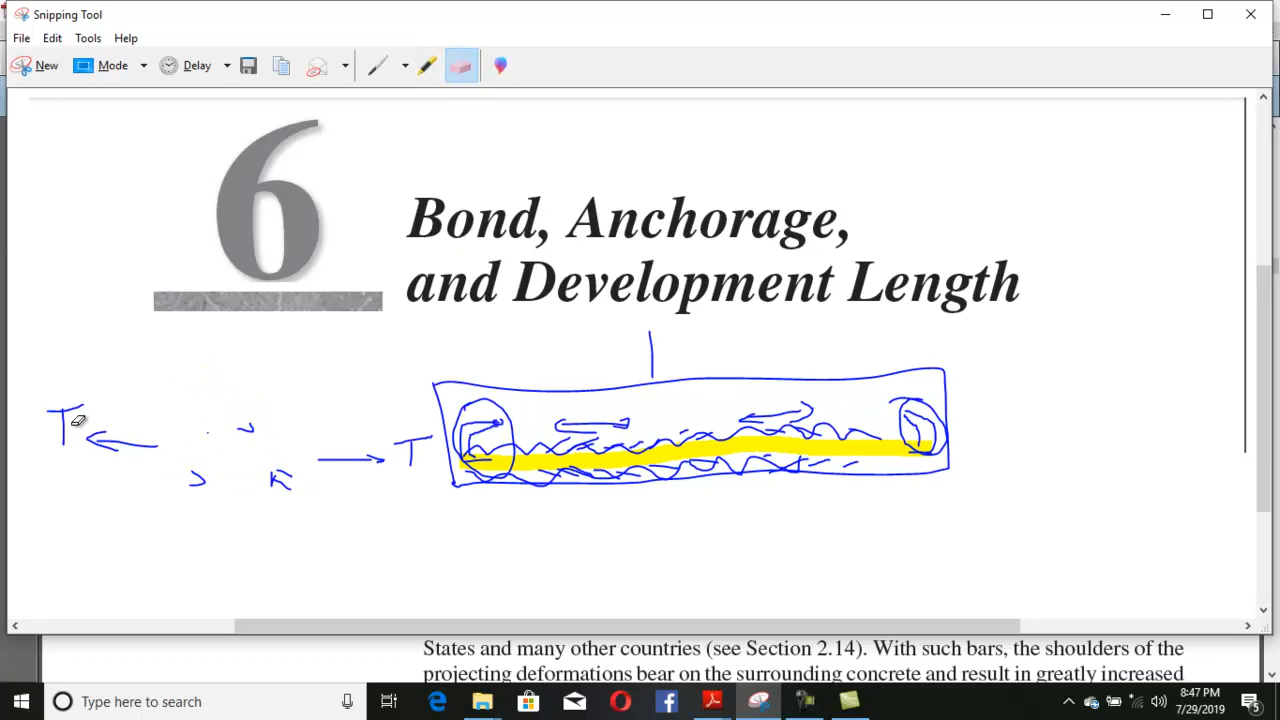 Snipping Tool
File Edit Tools Help
New Mode Delay
6
Bond, Anchorage,
and Development Length
T
T
States and many other countries (see Section 2.14). With such bars, the shoulders of the
projecting deformations bear on the surrounding concrete and result in greatly increased
Type here to search
8:47 PM
7/29/2019
5